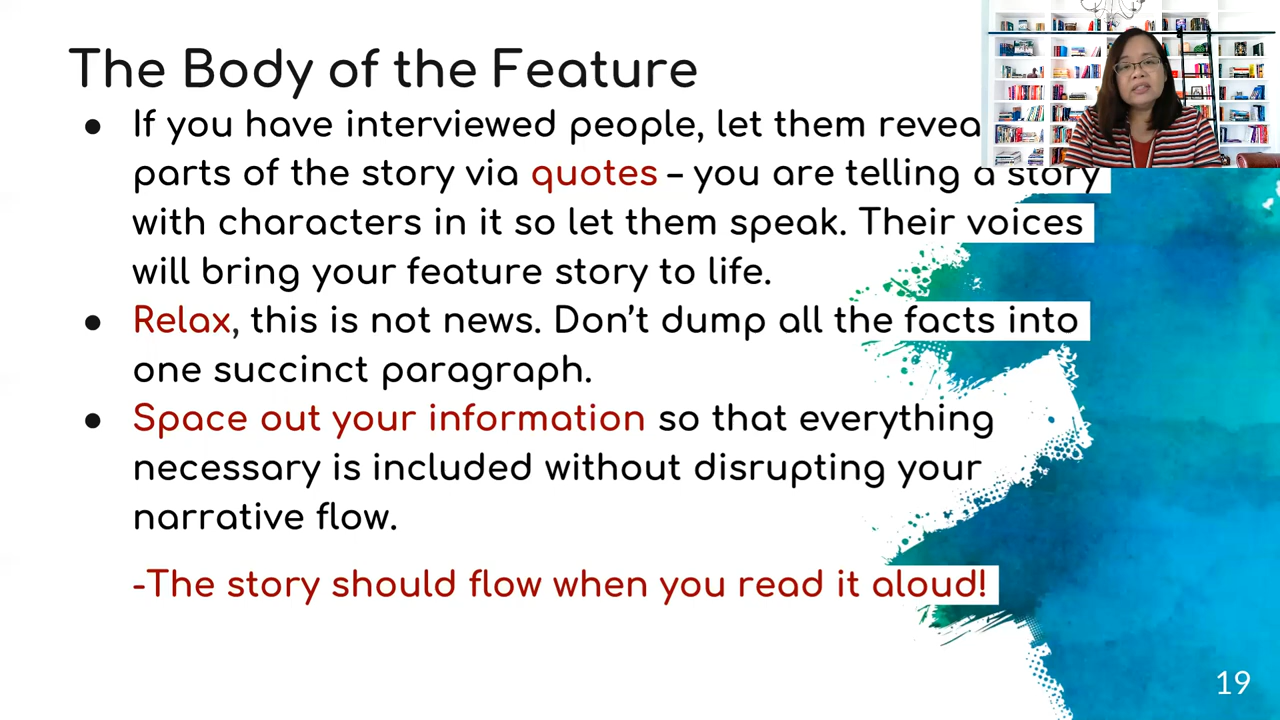 The Body of the Feature
● If you have interviewed people, let them revea
parts of the story via quotes – you are telling a story
with characters in it so let them speak. Their voices
will bring your feature story to life.
● Relax, this is not news. Don’t dump all the facts into
one succinct paragraph.
● Space out your information so that everything
necessary is included without disrupting your
narrative flow.
-The story should flow when you read it aloud!
19